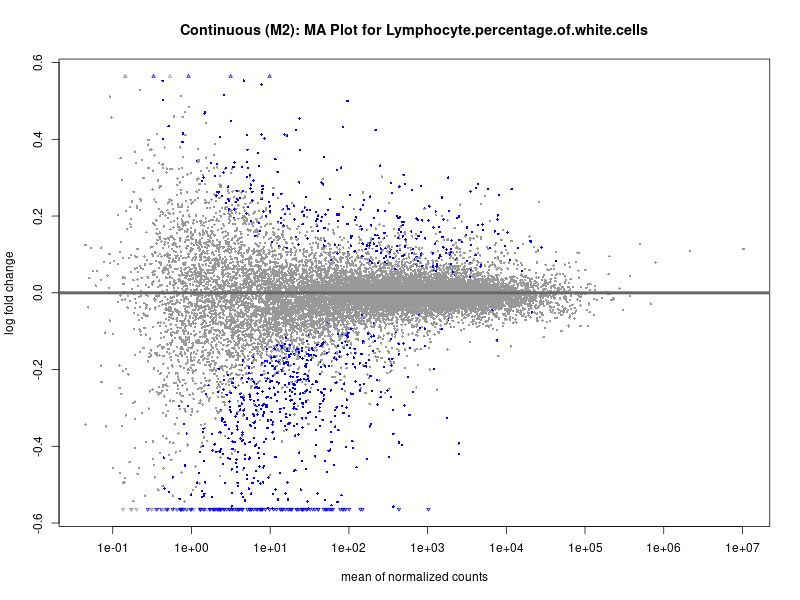 Continuous (M2): MA Plot for Lymphocyte.percentage.of.white.cells
0.6
0.4
0.2
0.0
-0.2
-0.4
-0.6
log fold change
1e-01 1e+00 1e+01 1e+02 1e+03 1e+04 1e+05 1e+06 1e+07
mean of normalized counts